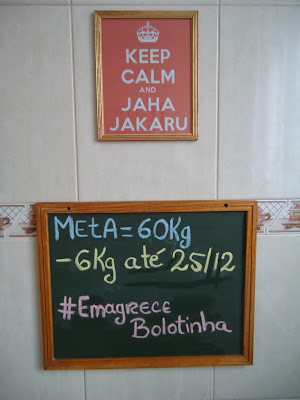 KEEP
CALM
AND
JAHA
JAKARU
META=60Kg
-6Kg até 25/12
#Emagrece
Bolotinha